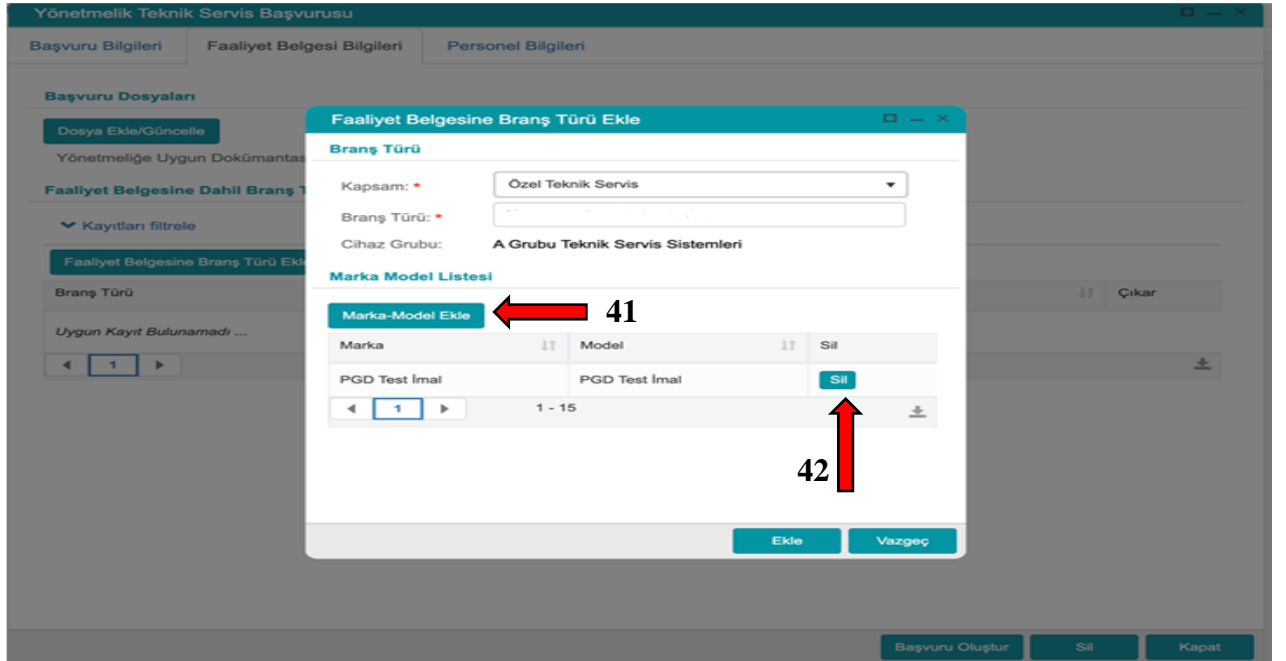 Yönetmelik Teknik Servis Başvurusu
Başvuru Bilgileri Faaliyet Belgesi Bilgileri Personel Bilgileri
Başvuru Dosyaları
Dosya Ekle/Güncelle
Yönetmeliğe Uygun
Faaliyet Belgesine Dahil Branş
Kayıtları filtrele
Faaliyet Belgesine Branş Türü
Branş Türü Çıkar
Uygun Kayıt Bulunamadı ...
1
Faaliyet Belgesine Branş Türü Ekle
Branş Türü
Kapsam: * Özel Teknik Servis
Branş Türü: *
Cihaz Grubu: A Grubu Teknik Servis Sistemleri
Marka Model Listesi
Marka-Model Ekle 41
Marka Model Sil
PGD Test İmal PGD Test İmal Sil
1 1 - 15
42
Ekle Vazgeç
Başvuru Oluştur Sil Kapat